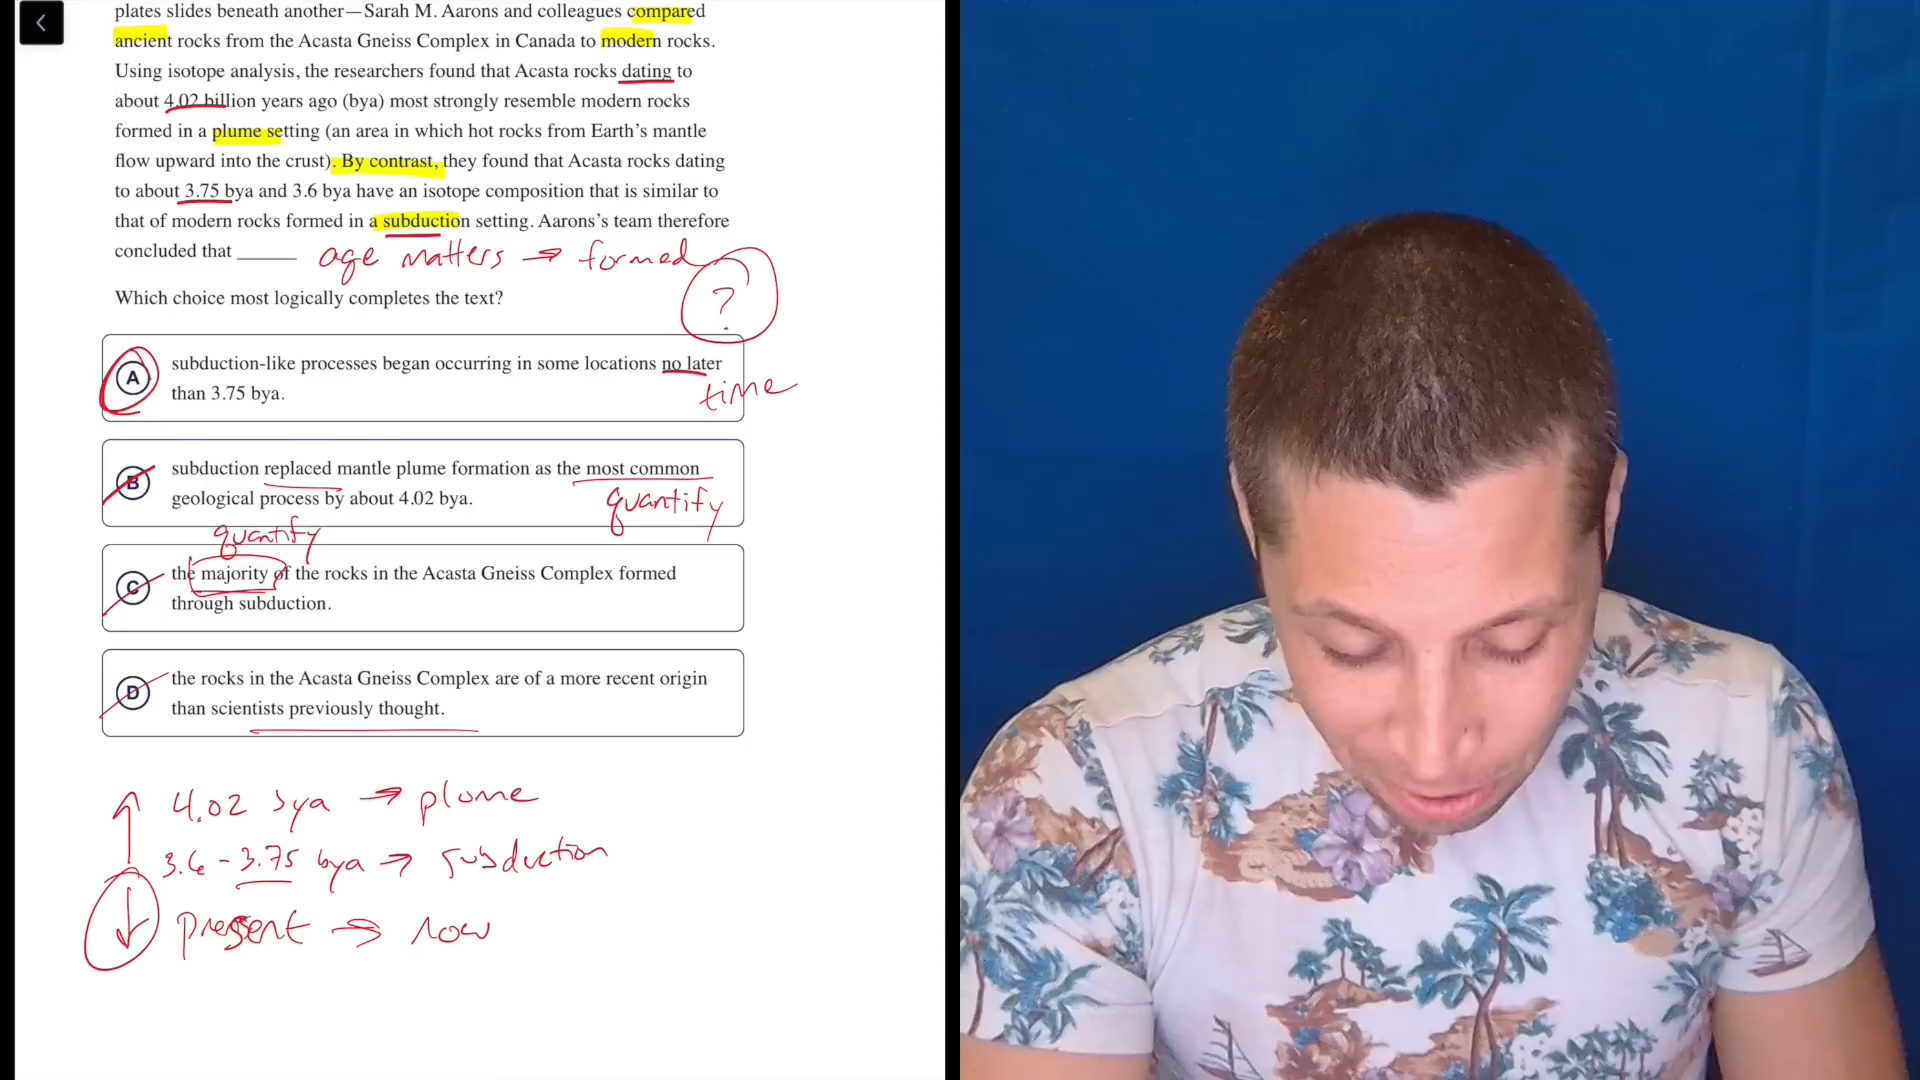 plates slides beneath another—Sarah M. Aarons and colleagues compared
ancient rocks from the Acasta Gneiss Complex in Canada to modern rocks.
Using isotope analysis, the researchers found that Acasta rocks dating to
about 4.02 billion years ago (bya) most strongly resemble modern rocks
formed in a plume setting (an area in which hot rocks from Earth's mantle
flow upward into the crust). By contrast, they found that Acasta rocks dating
to about 3.75 bya and 3.6 bya have an isotope composition that is similar to
that of modern rocks formed in a subduction setting. Aarons's team therefore
concluded that ______ age matters → formed
?
Which choice most logically completes the text?
A subduction-like processes began occurring in some locations no later
than 3.75 bya. time
B subduction replaced mantle plume formation as the most common
geological process by about 4.02 bya. quantify
quantify
C the majority of the rocks in the Acasta Gneiss Complex formed
through subduction.
D the rocks in the Acasta Gneiss Complex are of a more recent origin
than scientists previously thought.
4.02 bya → plume
3.6 - 3.75 bya → subduction
present → now